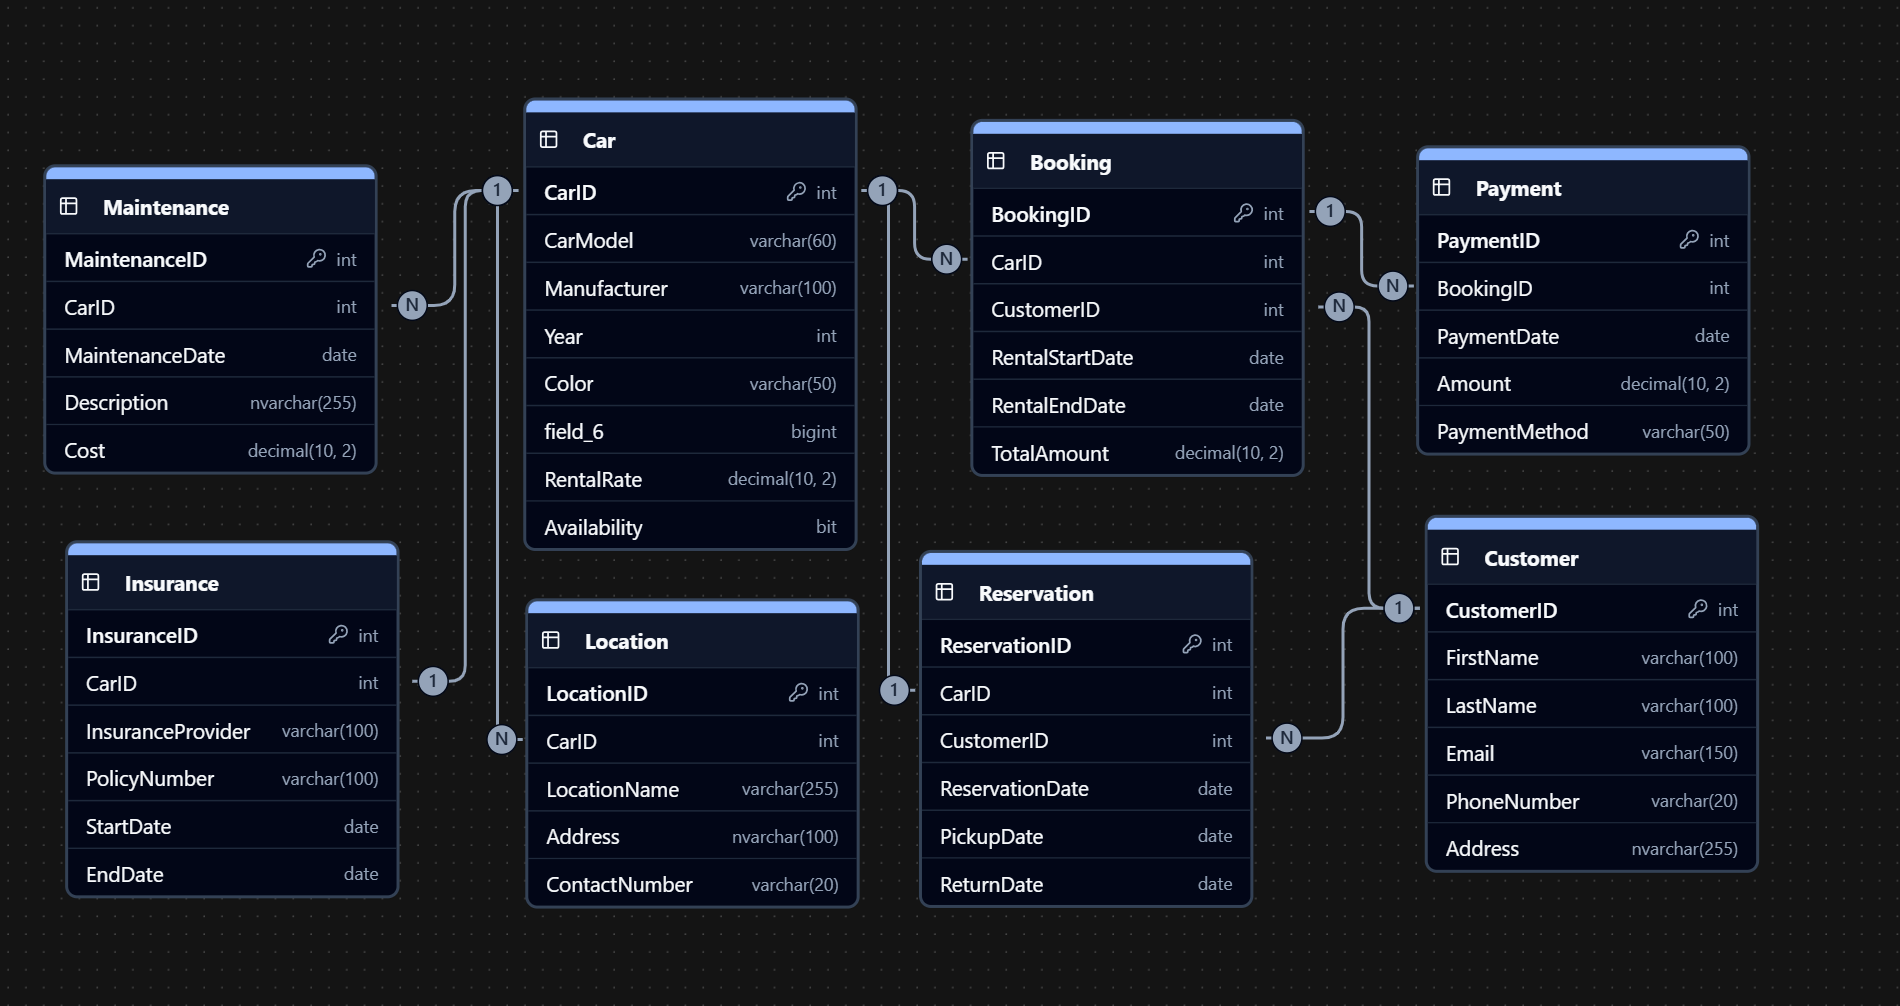 Maintenance
MaintenanceID int
CarID int
MaintenanceDate date
Description nvarchar(255)
Cost decimal(10, 2)
Insurance
InsuranceID int
CarID int
InsuranceProvider varchar(100)
PolicyNumber varchar(100)
StartDate date
EndDate date
Car
CarID int
CarModel varchar(60)
Manufacturer varchar(100)
Year int
Color varchar(50)
field_6 bigint
RentalRate decimal(10, 2)
Availability bit
Location
LocationID int
CarID int
LocationName varchar(255)
Address nvarchar(100)
ContactNumber varchar(20)
Booking
BookingID int
CarID int
CustomerID int
RentalStartDate date
RentalEndDate date
TotalAmount decimal(10, 2)
Reservation
ReservationID int
CarID int
CustomerID int
ReservationDate date
PickupDate date
ReturnDate date
Payment
PaymentID int
BookingID int
PaymentDate date
Amount decimal(10, 2)
PaymentMethod varchar(50)
Customer
CustomerID int
FirstName varchar(100)
LastName varchar(100)
Email varchar(150)
PhoneNumber varchar(20)
Address nvarchar(255)
1
N
1
N
1
N
1
1
N
N
1
N